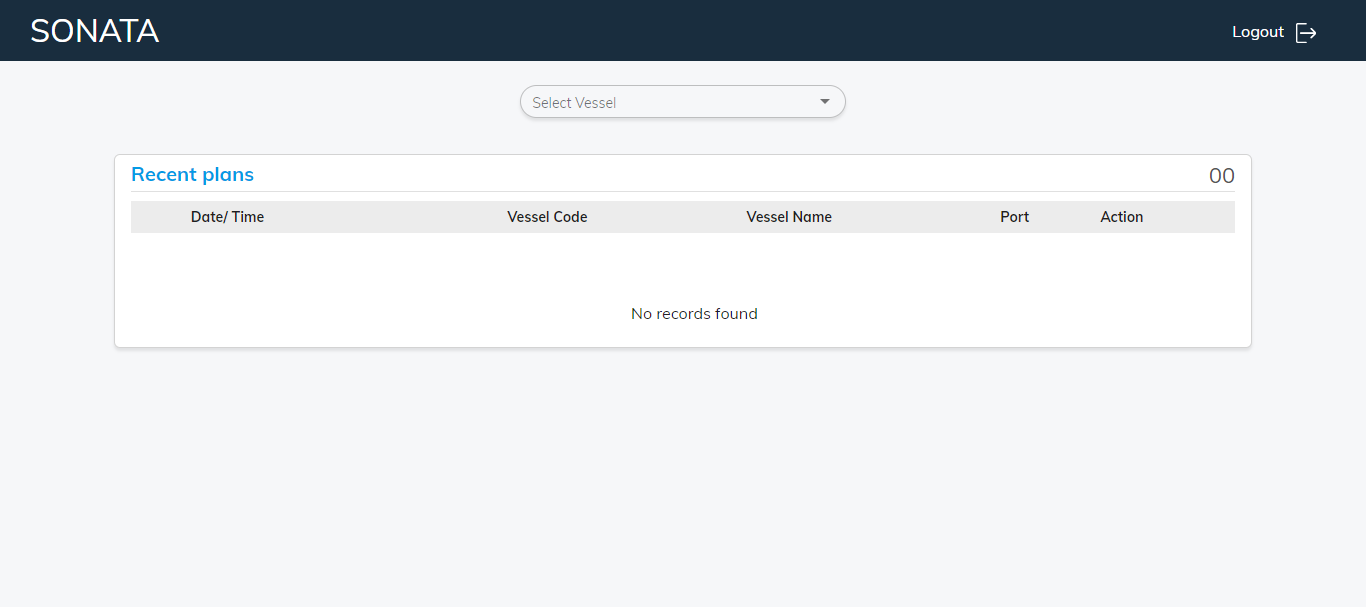 SONATA
Logout
Select Vessel
Recent plans 00
Date/ Time Vessel Code Vessel Name Port Action
No records found